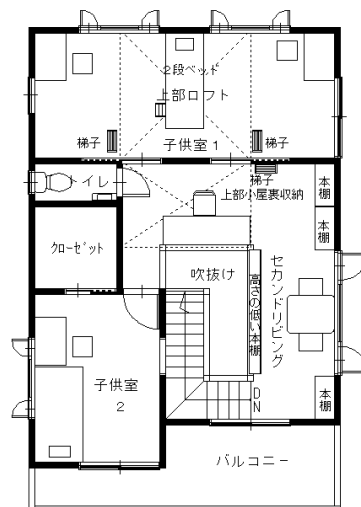 2段ベッド
上部ロフト
梯子
子供室1
梯子
トイレ
梯子
上部小屋裏収納
本棚
本棚
クローゼット
吹抜け
高さの低い本棚
セカンドリビング
子供室
2
DN
本棚
バルコニー